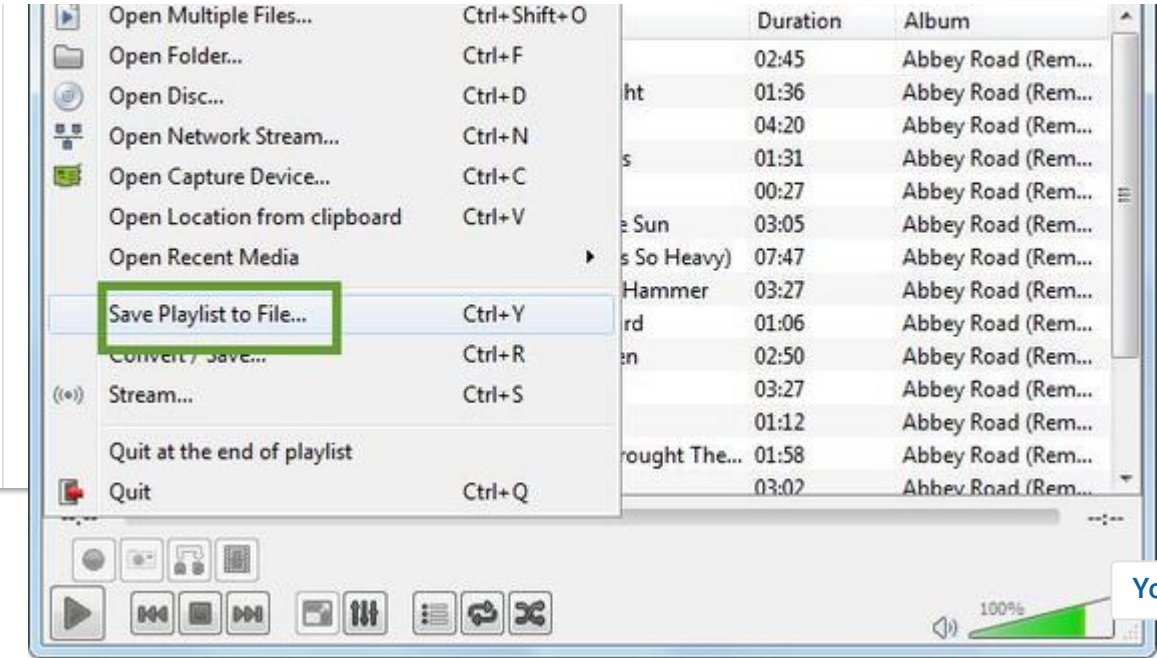 Open Multiple Files... Ctrl+Shift+O
Open Folder... Ctrl+F
Open Disc... Ctrl+D
Open Network Stream... Ctrl+N
Open Capture Device... Ctrl+C
Open Location from clipboard Ctrl+V
Open Recent Media
Save Playlist to File... Ctrl+Y
Convert / Save... Ctrl+R
Stream... Ctrl+S
Quit at the end of playlist
Quit Ctrl+Q
Duration Album
02:45 Abbey Road (Rem...
ht 01:36 Abbey Road (Rem...
04:20 Abbey Road (Rem...
s 01:31 Abbey Road (Rem...
00:27 Abbey Road (Rem...
e Sun 03:05 Abbey Road (Rem...
s So Heavy) 07:47 Abbey Road (Rem...
Hammer 03:27 Abbey Road (Rem...
rd 01:06 Abbey Road (Rem...
en 02:50 Abbey Road (Rem...
03:27 Abbey Road (Rem...
01:12 Abbey Road (Rem...
rought The... 01:58 Abbey Road (Rem...
03:02 Abbey Road (Rem...
--:-- --:--
100%
Yo